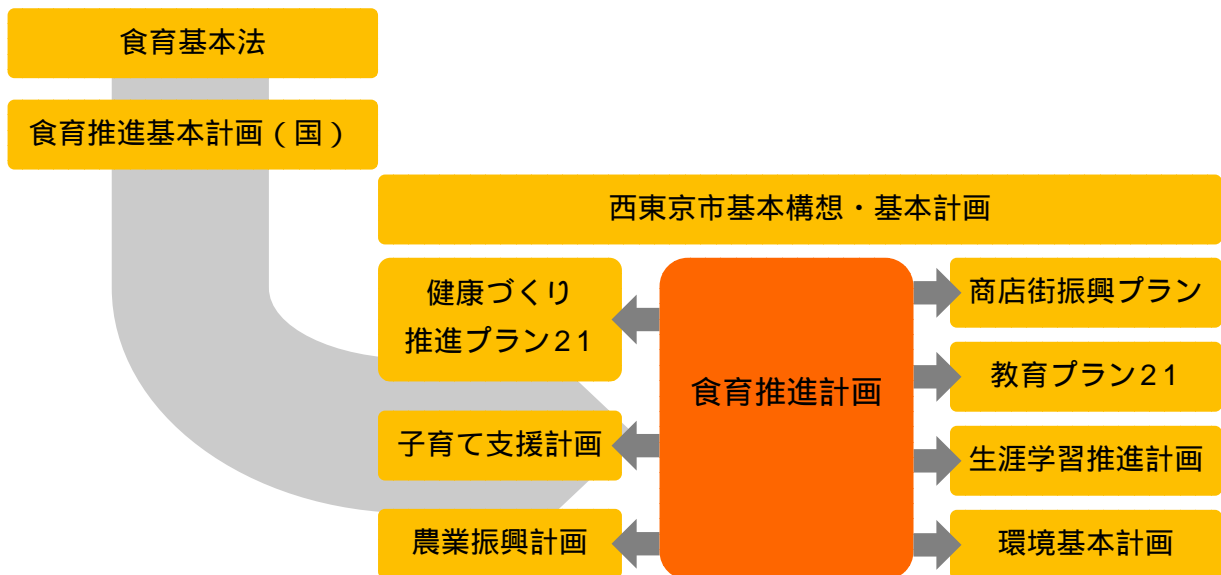 食育基本法
食育推進基本計画（国）
西東京市基本構想・基本計画
健康づくり
推進プラン21
子育て支援計画
農業振興計画
食育推進計画
商店街振興プラン
教育プラン21
生涯学習推進計画
環境基本計画